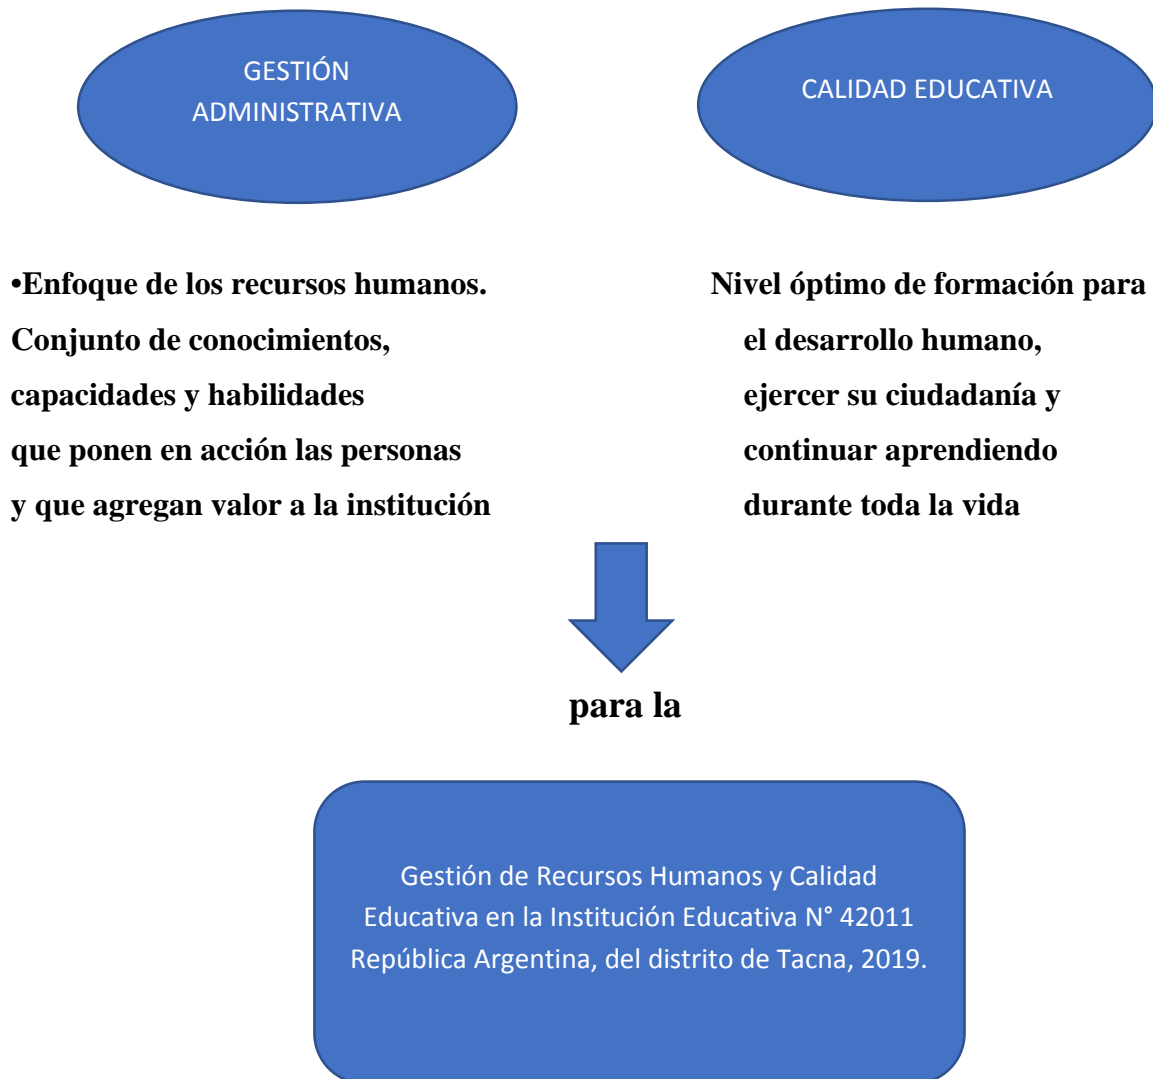 GESTIÓN
ADMINISTRATIVA
CALIDAD EDUCATIVA
•Enfoque de los recursos humanos.
Conjunto de conocimientos,
capacidades y habilidades
que ponen en acción las personas
y que agregan valor a la institución
Nivel óptimo de formación para
el desarrollo humano,
ejercer su ciudadanía y
continuar aprendiendo
durante toda la vida
para la
Gestión de Recursos Humanos y Calidad
Educativa en la Institución Educativa N° 42011
República Argentina, del distrito de Tacna, 2019.